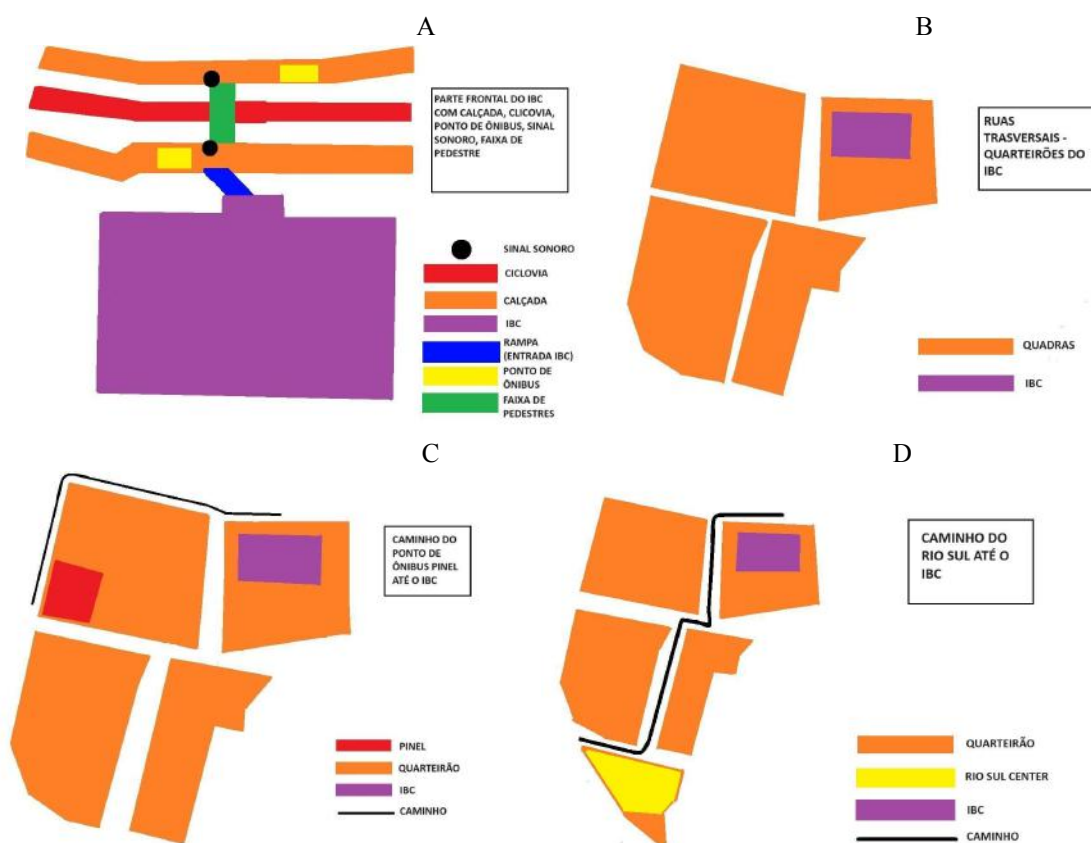 A
PARTE FRONTAL DO IBC
COM CALÇADA, CLICOVIA,
PONTO DE ÔNIBUS, SINAL
SONORO, FAIXA DE
PEDESTRE
SINAL SONORO
CICLOVIA
CALÇADA
IBC
RAMPA
(ENTRADA IBC)
PONTO DE
ÔNIBUS
FAIXA DE
PEDESTRES
B
RUAS
TRASVERSAIS -
QUARTEIRÕES DO
IBC
QUADRAS
IBC
C
CAMINHO DO
PONTO DE
ÔNIBUS PINEL
ATÉ O IBC
PINEL
QUARTEIRÃO
IBC
CAMINHO
D
CAMINHO DO
RIO SUL ATÉ O
IBC
QUARTEIRÃO
RIO SUL CENTER
IBC
CAMINHO